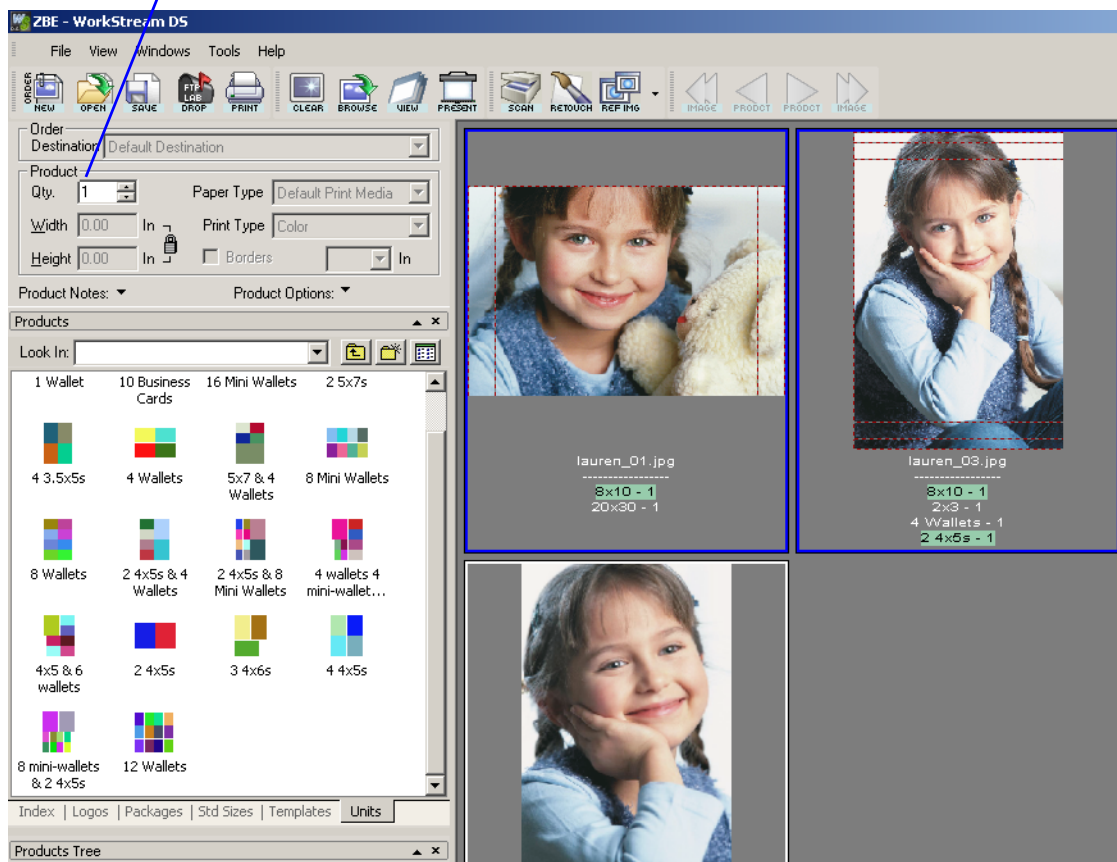 ZBE - WorkStream DS
File View Windows Tools Help
ORDER NEW OPEN SAVE FTP LAB DROP PRINT CLEAR BROWSE VIEW PRESENT SCAN RETOUCH REF IMG IMAGE PRODCT PRODCT IMAGE
Order
Destination Default Destination
Product
Qty. 1 Paper Type Default Print Media
Width 0.00 In Print Type Color
Height 0.00 In Borders In
Product Notes: Product Options:
Products
Look In:
1 Wallet
10 Business Cards
16 Mini Wallets
2 5x7s
4 3.5x5s
4 Wallets
5x7 & 4 Wallets
8 Mini Wallets
8 Wallets
2 4x5s & 4 Wallets
2 4x5s & 8 Mini Wallets
4 wallets 4 mini-wallet...
4x5 & 6 wallets
2 4x5s
3 4x6s
4 4x5s
8 mini-wallets & 2 4x5s
12 Wallets
Index | Logos | Packages | Std Sizes | Templates Units
Products Tree
lauren_01.jpg
----------------
8x10 - 1
20x30 - 1
lauren_03.jpg
----------------
8x10 - 1
2x3 - 1
4 Wallets - 1
2 4x5s - 1